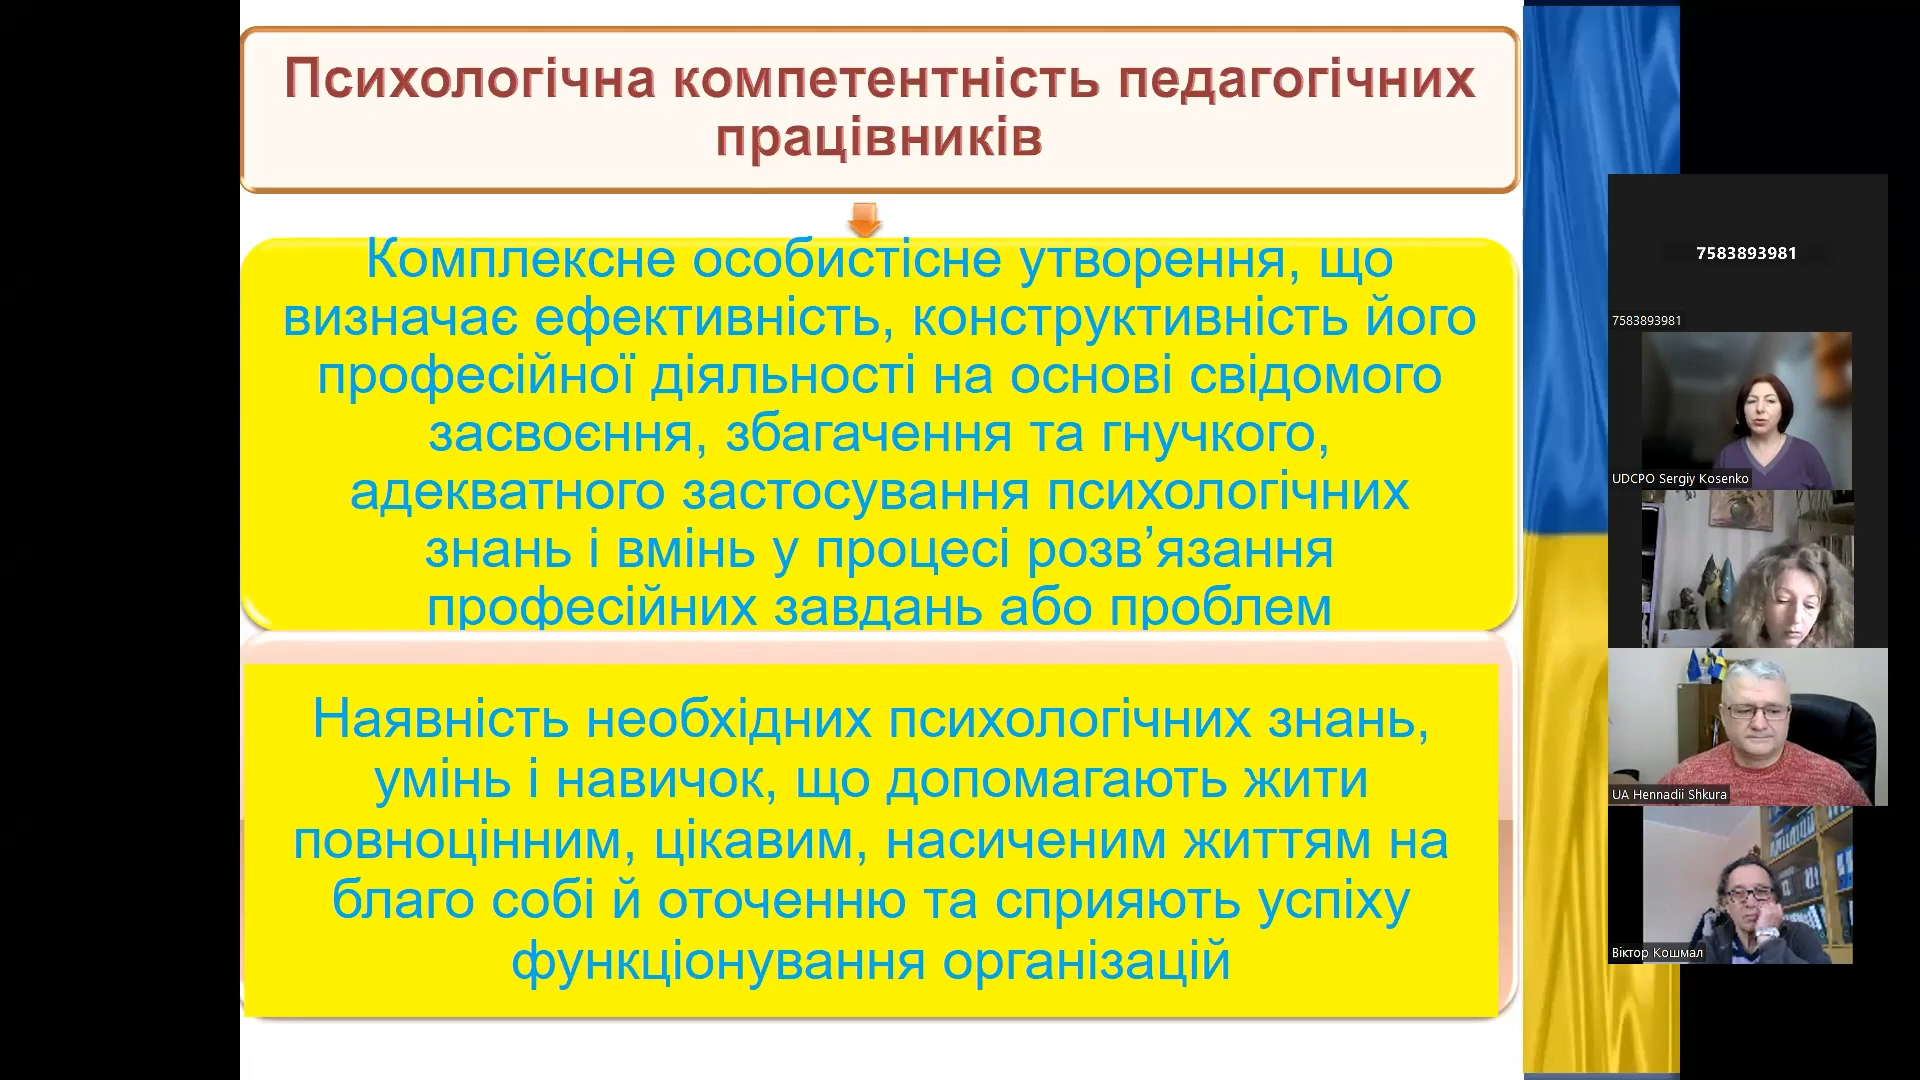 Психологічна компетентність педагогічних
працівників
Комплексне особистісне утворення, що
визначає ефективність, конструктивність його
професійної діяльності на основі свідомого
засвоєння, збагачення та гнучкого,
адекватного застосування психологічних
знань і вмінь у процесі розв’язання
професійних завдань або проблем
Наявність необхідних психологічних знань,
умінь і навичок, що допомагають жити
повноцінним, цікавим, насиченим життям на
благо собі й оточенню та сприяють успіху
функціонування організацій
7583893981
7583893981
UDCPO Sergiy Kosenko
UA Hennadii Shkura
Віктор Кошмал